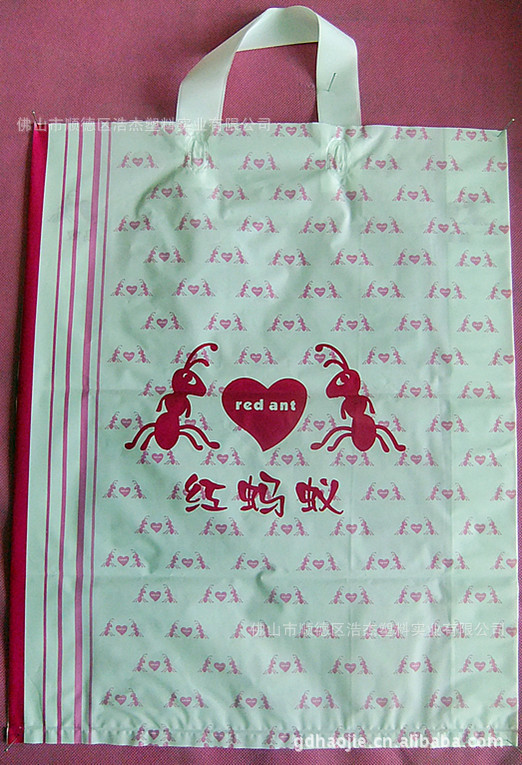 佛山市顺德区浩杰塑料实业有限公司
red ant
红蚂蚁
佛山市顺德区浩杰塑料实业有限公司
gdhaojie.cn.alibaba.com